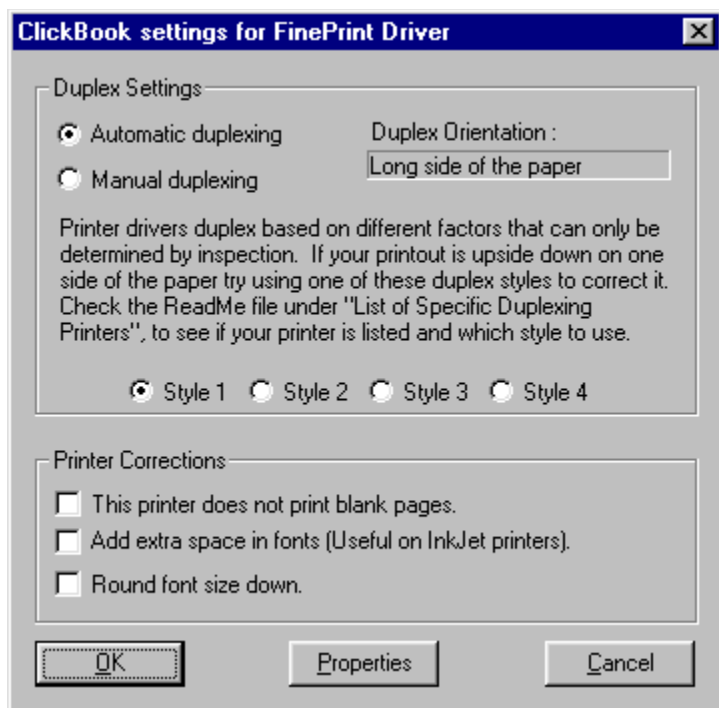 ClickBook settings for FinePrint Driver
Duplex Settings
Automatic duplexing
Duplex Orientation :
Manual duplexing
Long side of the paper
Printer drivers duplex based on different factors that can only be
determined by inspection.  If your printout is upside down on one
side of the paper try using one of these duplex styles to correct it.
Check the ReadMe file under "List of Specific Duplexing
Printers", to see if your printer is listed and which style to use.
Style 1 Style 2 Style 3 Style 4
Printer Corrections
This printer does not print blank pages.
Add extra space in fonts (Useful on InkJet printers).
Round font size down.
OK Properties Cancel